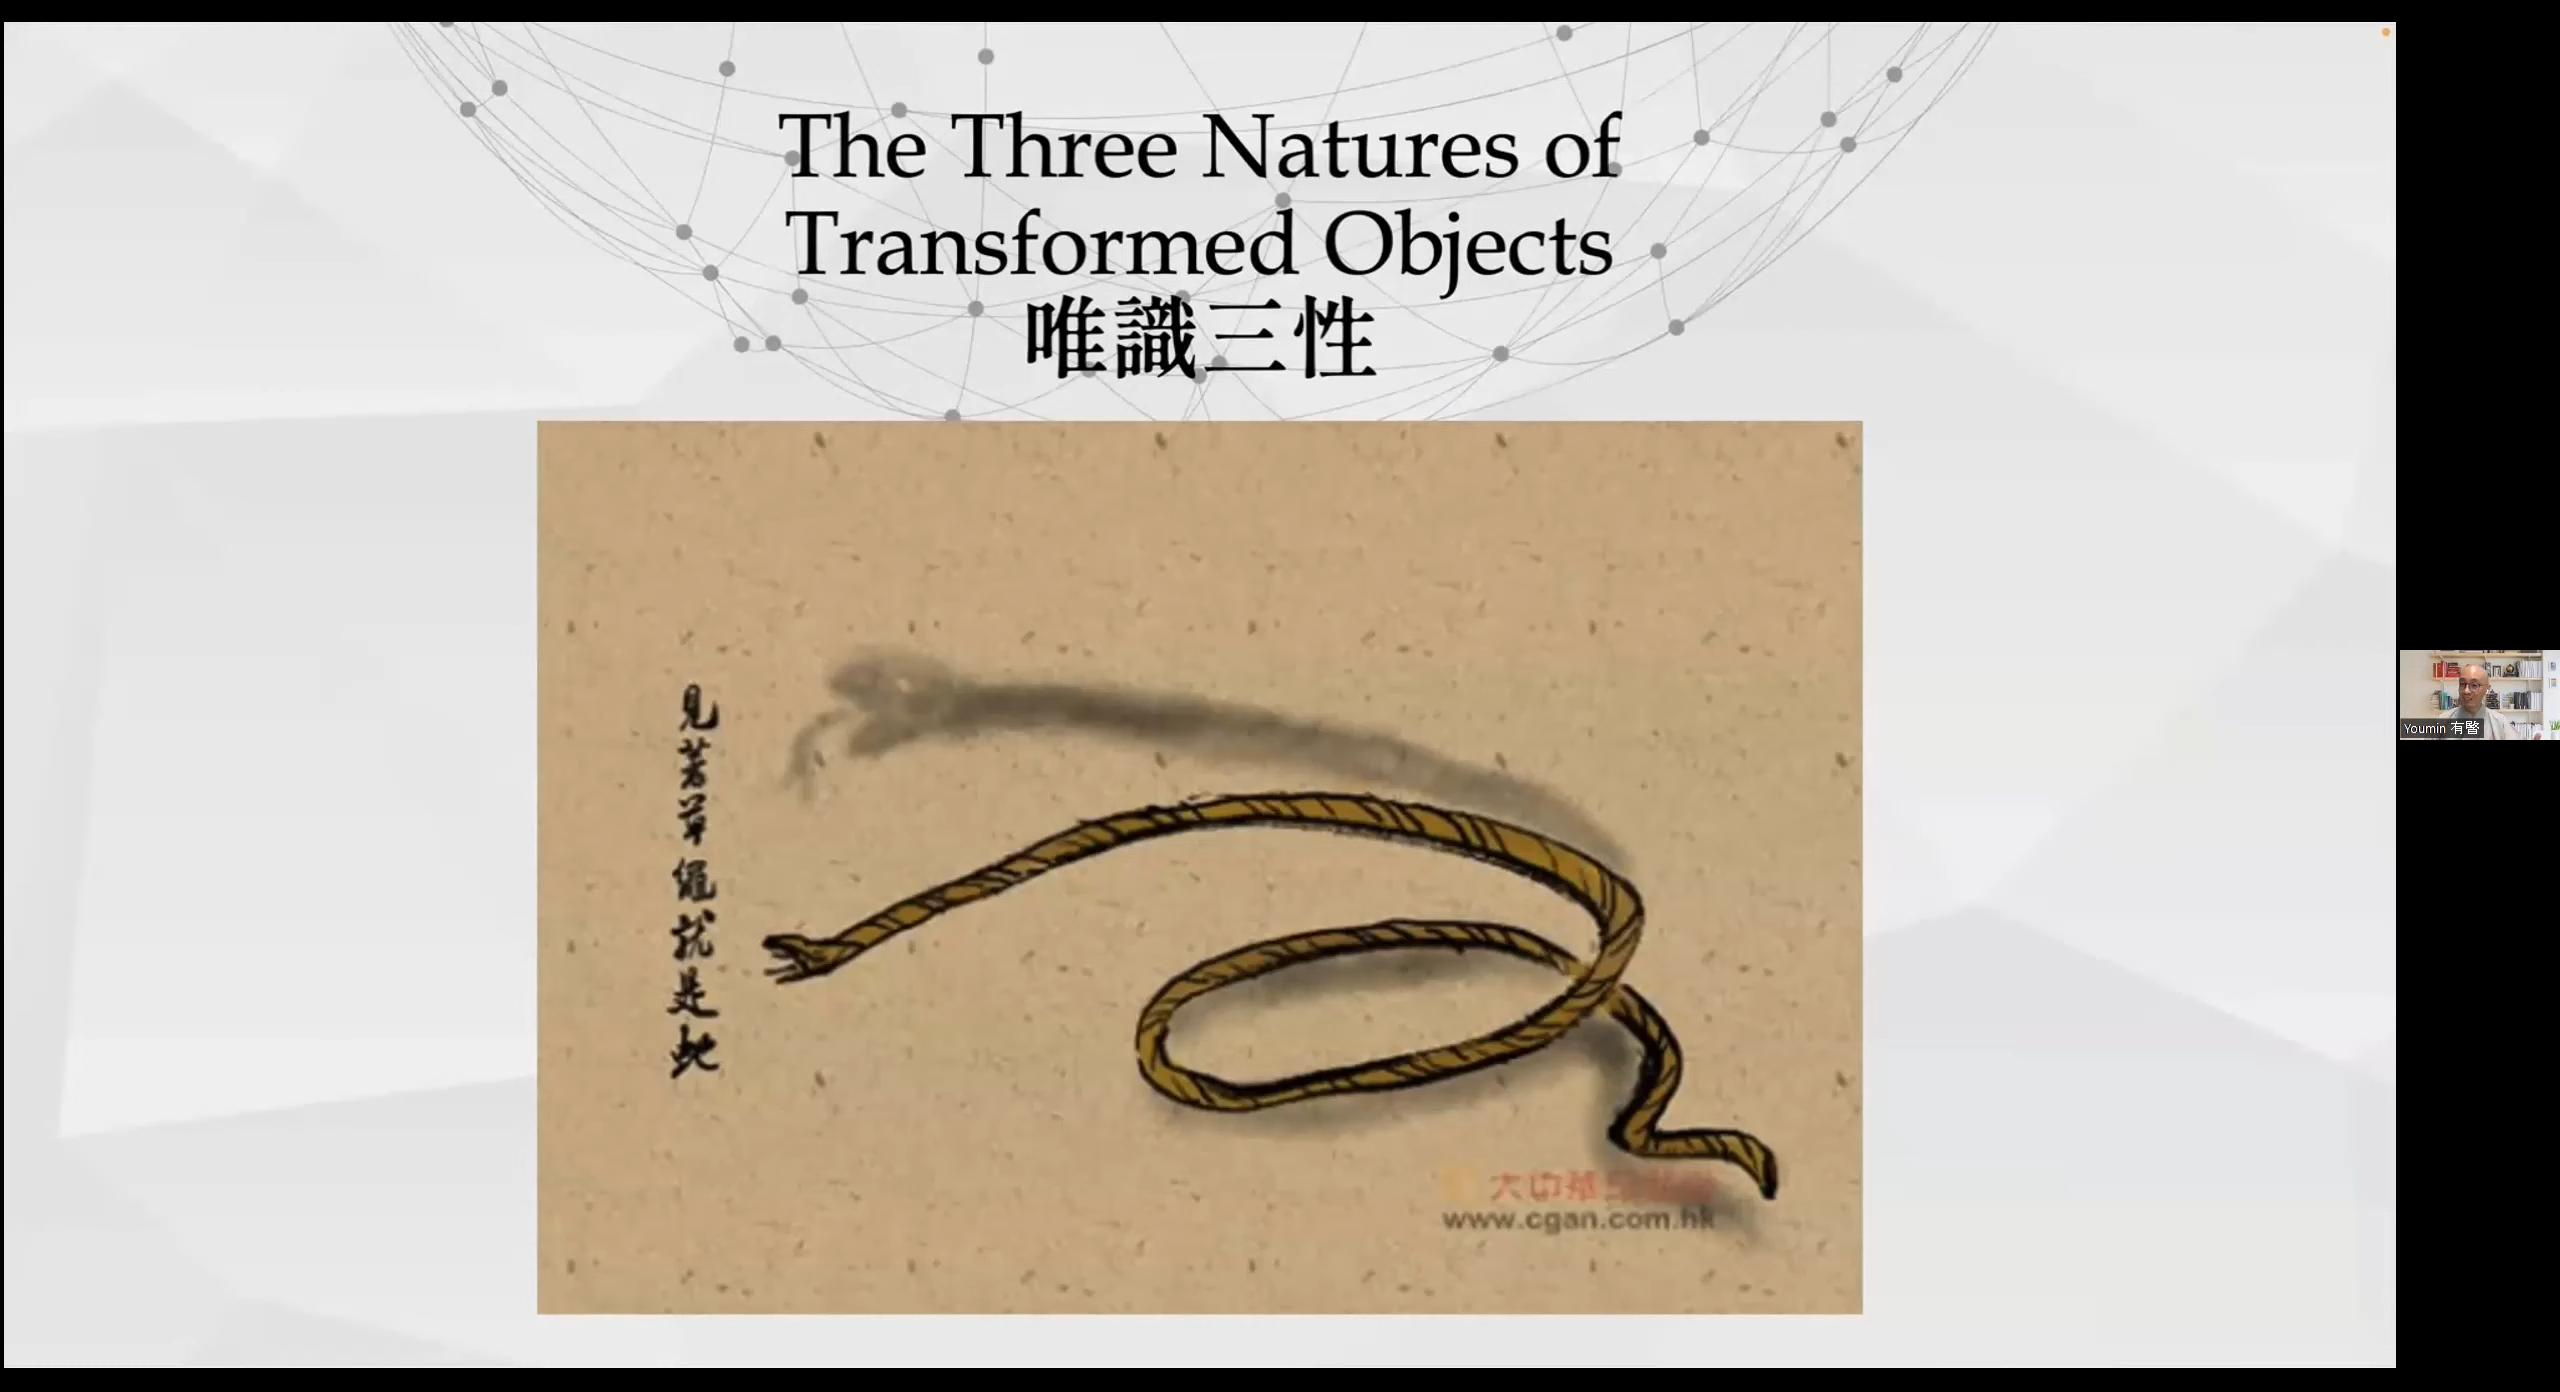 The Three Natures of
Transformed Objects
唯識三性
見著草繩就是蛇
www.cgan.com.hk
Youmin 有暋